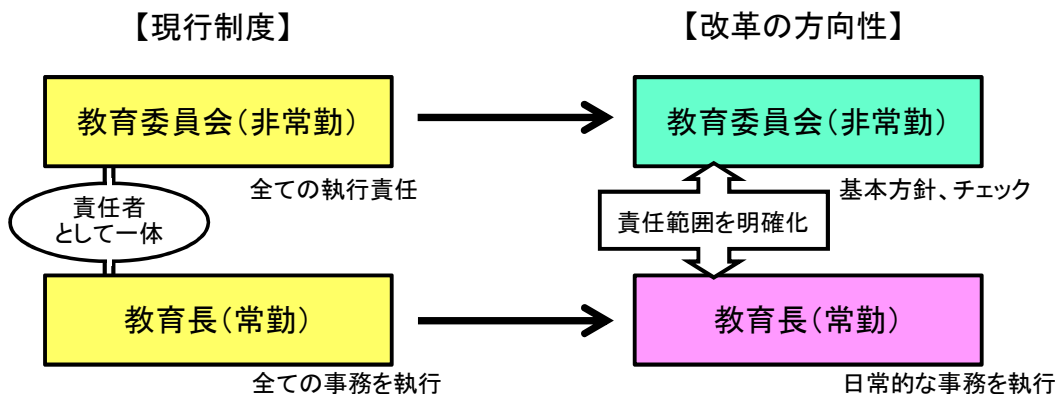 【現行制度】
【改革の方向性】
教育委員会(非常勤)
教育委員会(非常勤)
全ての執行責任
基本方針、チェック
責任者
として一体
責任範囲を明確化
教育長(常勤)
教育長(常勤)
全ての事務を執行
日常的な事務を執行